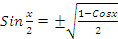 Sin x/2 = ±√((1−Cosx)/2)